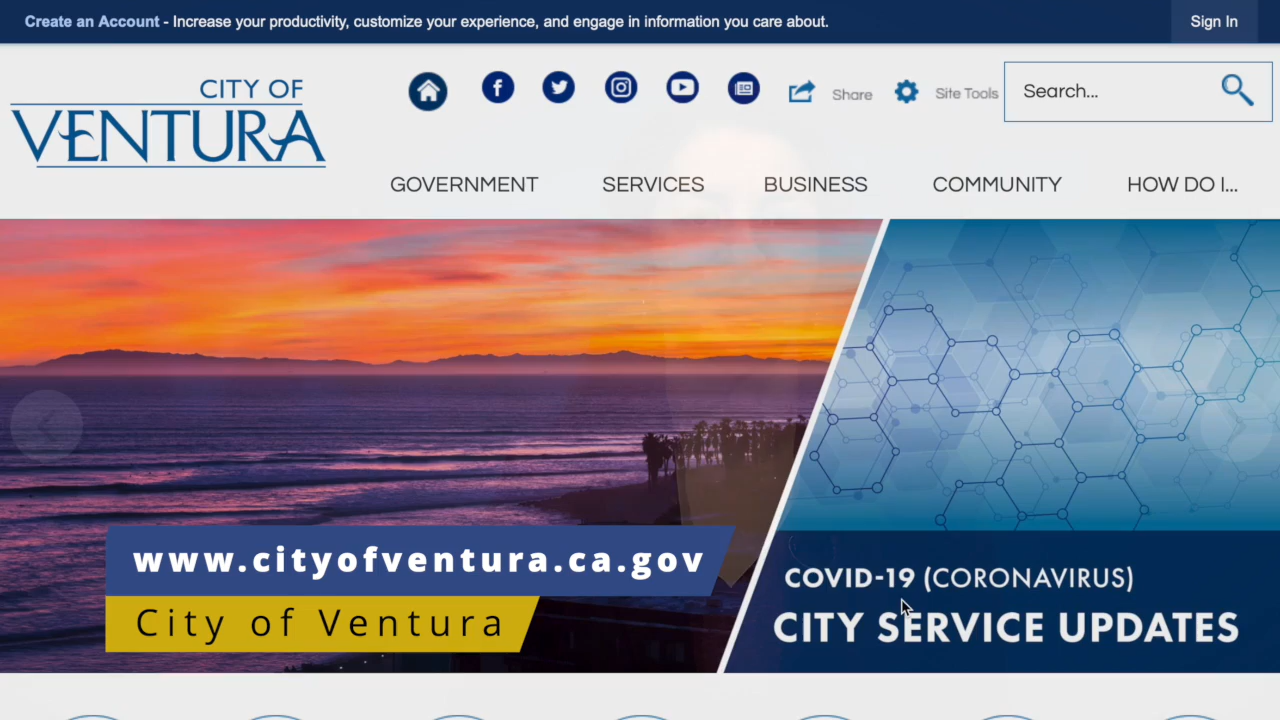 Create an Account - Increase your productivity, customize your experience, and engage in information you care about.
Sign In
CITY OF
VENTURA
Share
Site Tools
Search...
GOVERNMENT
SERVICES
BUSINESS
COMMUNITY
HOW DO I...
www.cityofventura.ca.gov
City of Ventura
COVID-19 (CORONAVIRUS)
CITY SERVICE UPDATES